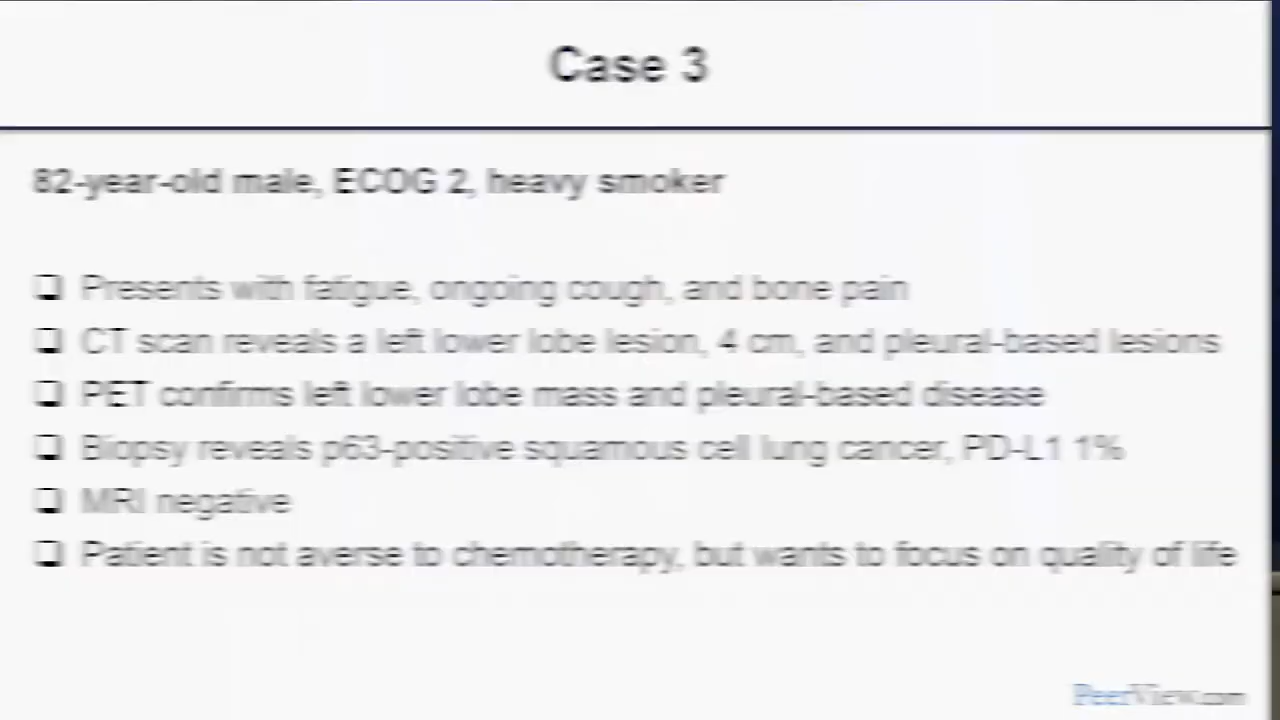 Case 3
82-year-old male, ECOG 2, heavy smoker
❑ Presents with fatigue, ongoing cough, and bone pain
❑ CT scan reveals a left lower lobe lesion, 4 cm, and pleural-based lesions
❑ PET confirms left lower lobe mass and pleural-based disease
❑ Biopsy reveals p63-positive squamous cell lung cancer, PD-L1 1%
❑ MRI negative
❑ Patient is not averse to chemotherapy, but wants to focus on quality of life
PeerView.com